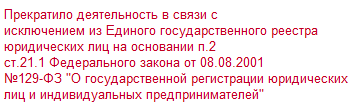 Прекратило деятельность в связи с
исключением из Единого государственного реестра
юридических лиц на основании п.2
ст.21.1 Федерального закона от 08.08.2001
№129-ФЗ "О государственной регистрации юридических
лиц и индивидуальных предпринимателей"